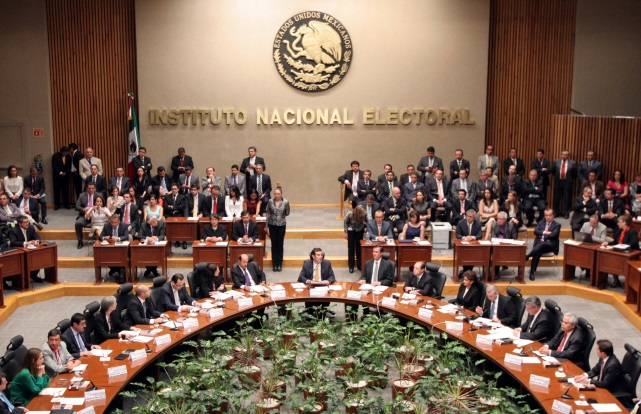 ESTADOS UNIDOS MEXICANOS
INSTITUTO NACIONAL ELECTORAL